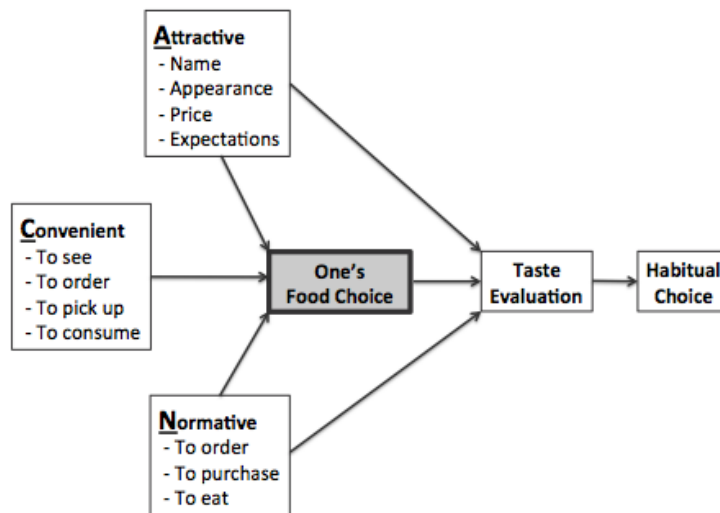 Attractive
- Name
- Appearance
- Price
- Expectations
Convenient
- To see
- To order
- To pick up
- To consume
One's
Food Choice
Taste
Evaluation
Habitual
Choice
Normative
- To order
- To purchase
- To eat